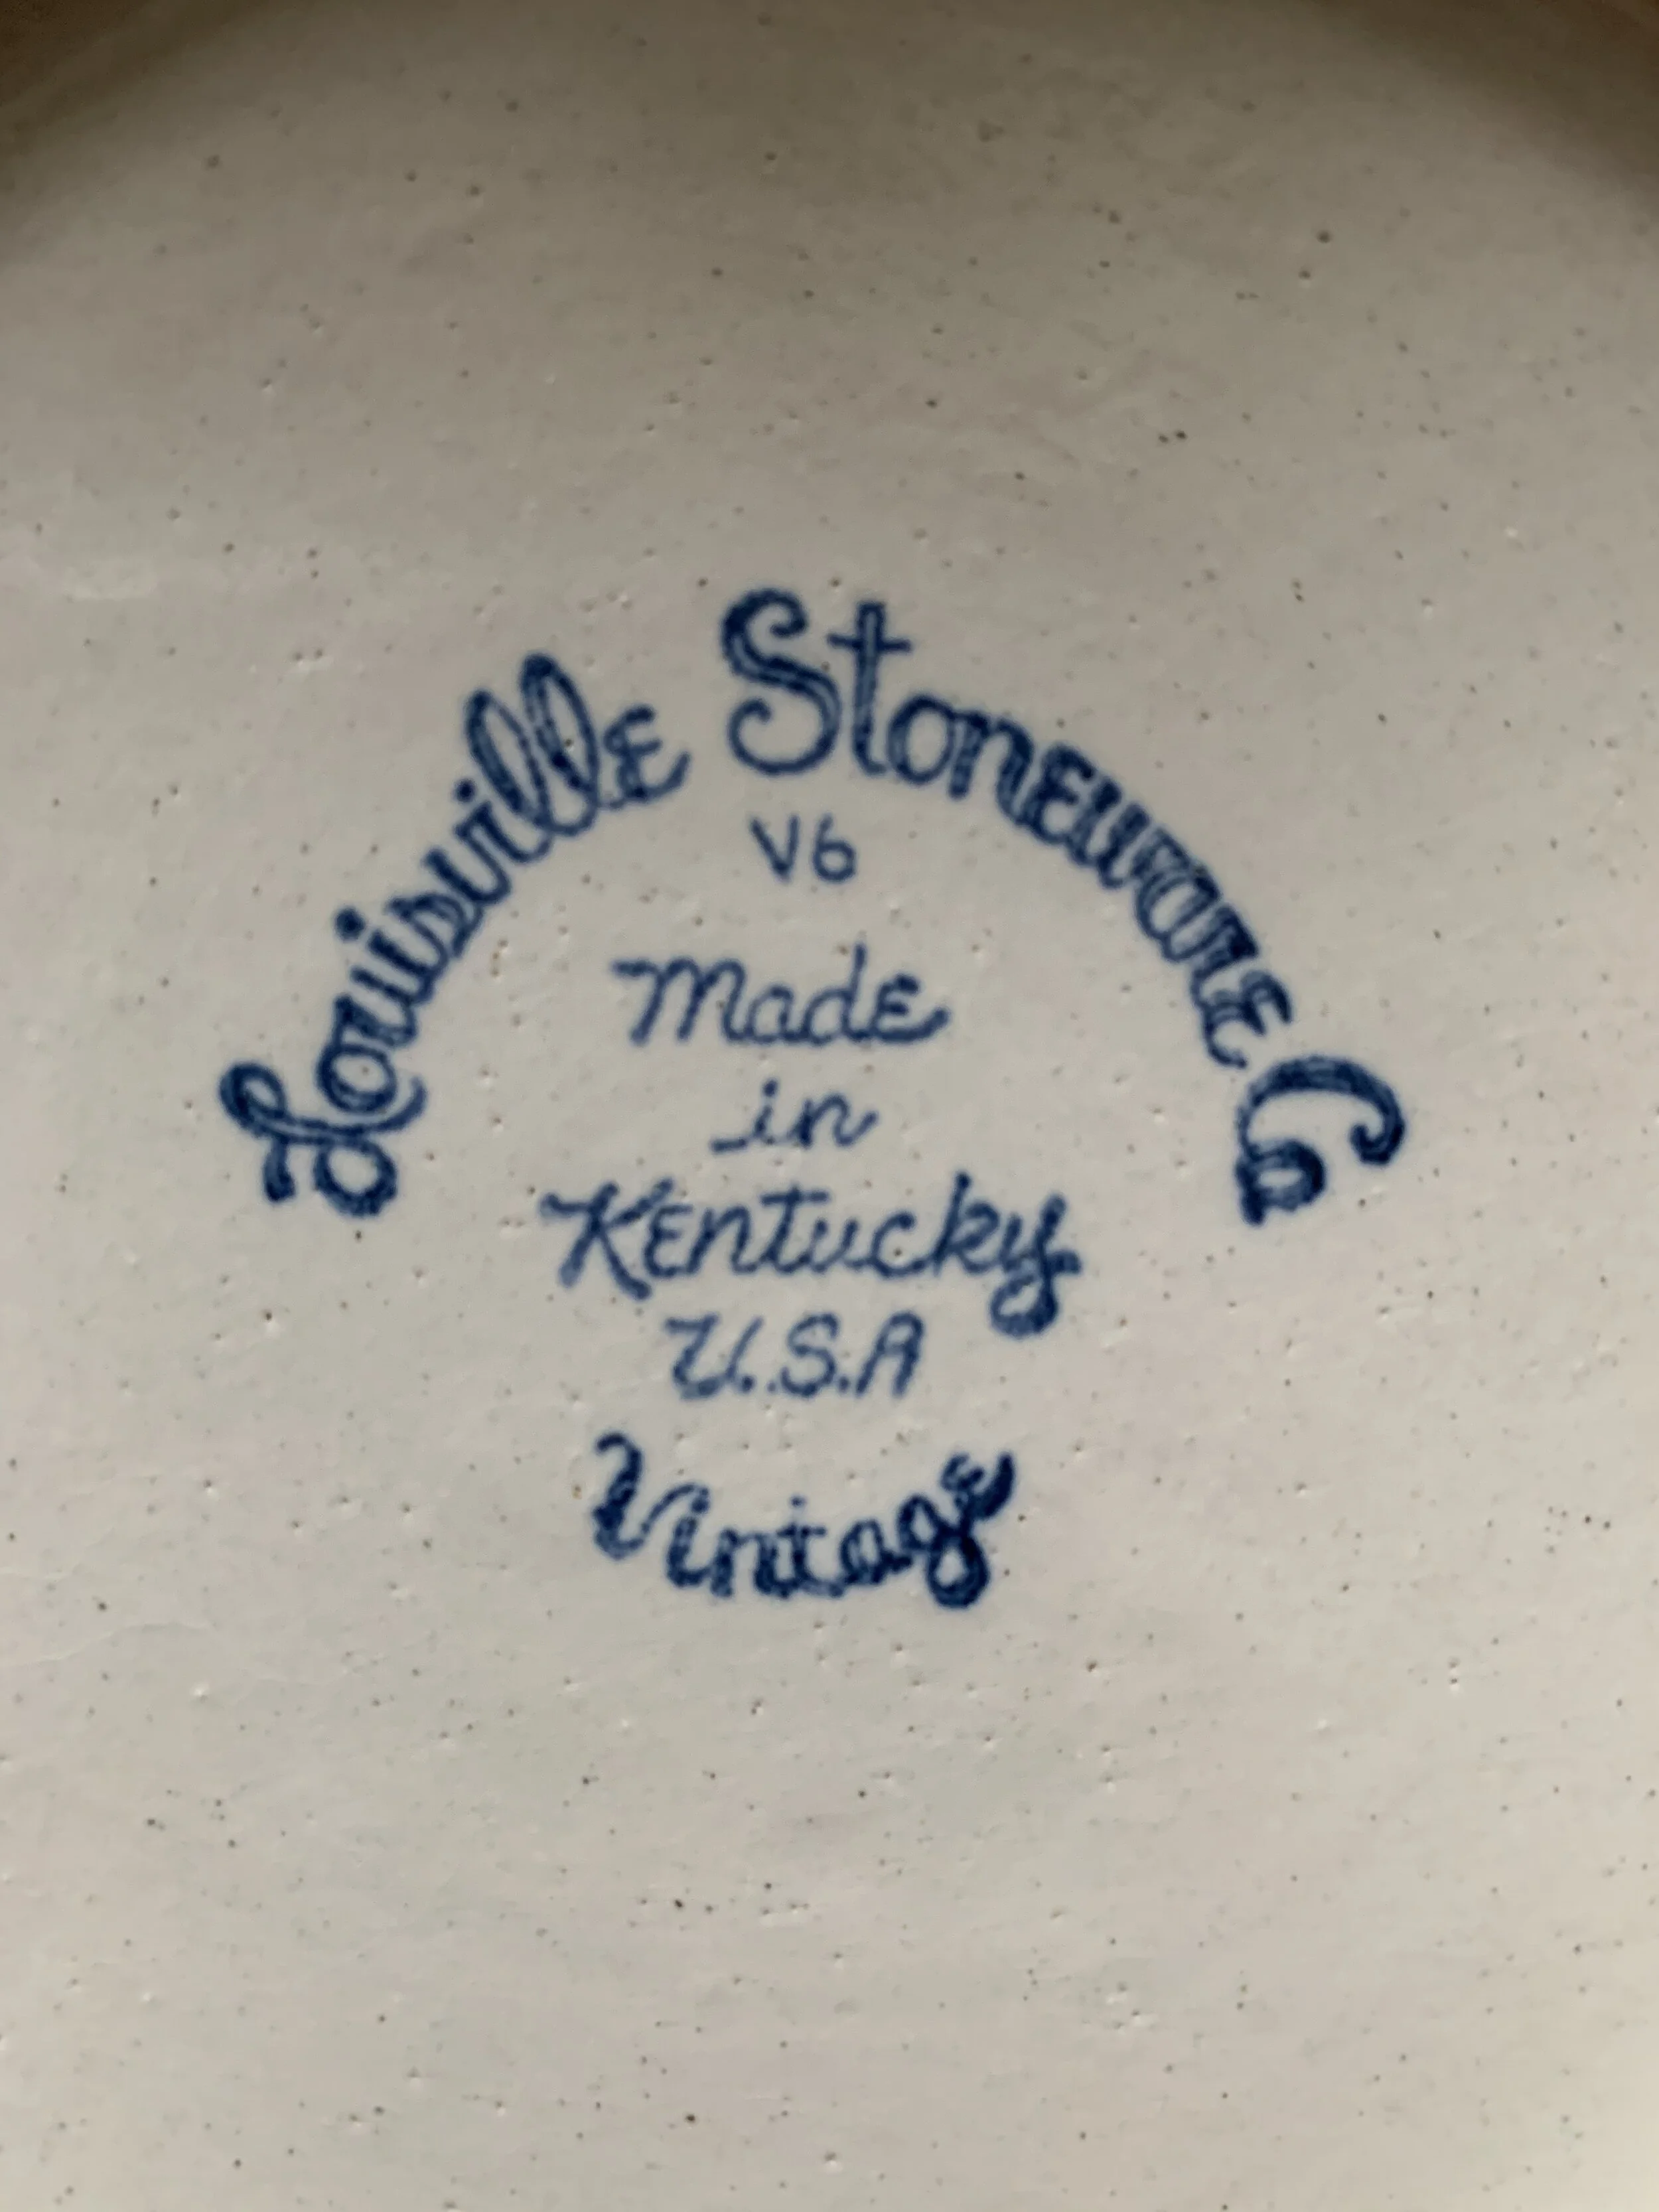 Louisville Stoneware Co
V6
Made
in
Kentucky
U.S.A
Vintage